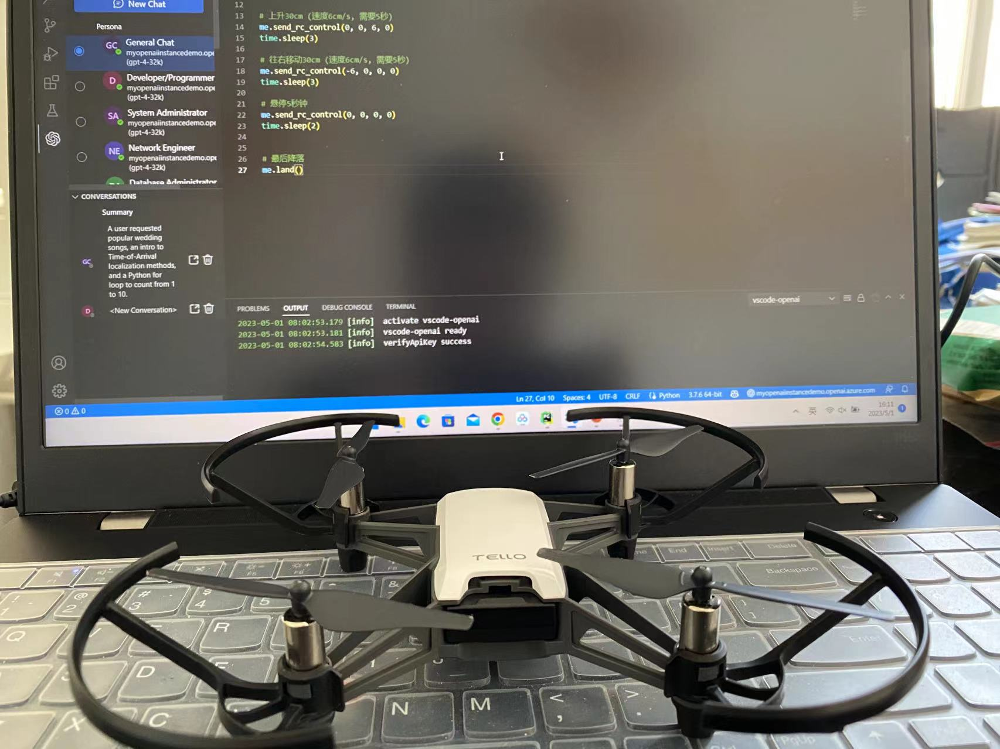 New Chat
Persona
GC
General Chat
myopenaiinstancedemo.ope
(gpt-4-32k)
D
Developer/Programmer
myopenaiinstancedemo.ope
(gpt-4-32k)
SA
System Administrator
myopenaiinstancedemo.ope
(gpt-4-32k)
NE
Network Engineer
myopenaiinstancedemo.ope
(gpt-4-32k)
Database Administrator
CONVERSATIONS
Summary
GC
A user requested
popular wedding
songs, an intro to
Time-of-Arrival
localization methods,
and a Python for
loop to count from 1
to 10.
D
<New Conversation>
12
13 # 上升30cm (速度6cm/s, 需要5秒)
14 me.send_rc_control(0, 0, 6, 0)
15 time.sleep(3)
16
17 # 往右移动30cm (速度6cm/s, 需要5秒)
18 me.send_rc_control(-6, 0, 0, 0)
19 time.sleep(3)
20
21 # 悬停5秒钟
22 me.send_rc_control(0, 0, 0, 0)
23 time.sleep(2)
24
25
26 # 最后降落
27 me.land()
PROBLEMS OUTPUT DEBUG CONSOLE TERMINAL
vscode-openai
2023-05-01 08:02:53.179 [info] activate vscode-openai
2023-05-01 08:02:53.181 [info] vscode-openai ready
2023-05-01 08:02:54.583 [info] verifyApiKey success
0 0
Ln 27, Col 10 Spaces: 4 UTF-8 CRLF Python 3.7.6 64-bit myopenaiinstancedemo.openai.azure.com
英
16:11
2023/5/1
1
TELLO
End Insert Delete
Backspace
&
! @ # $
1 2 3 4 5
Q R
Enter
D
X C N M < ,
>
PgUp
Ctrl